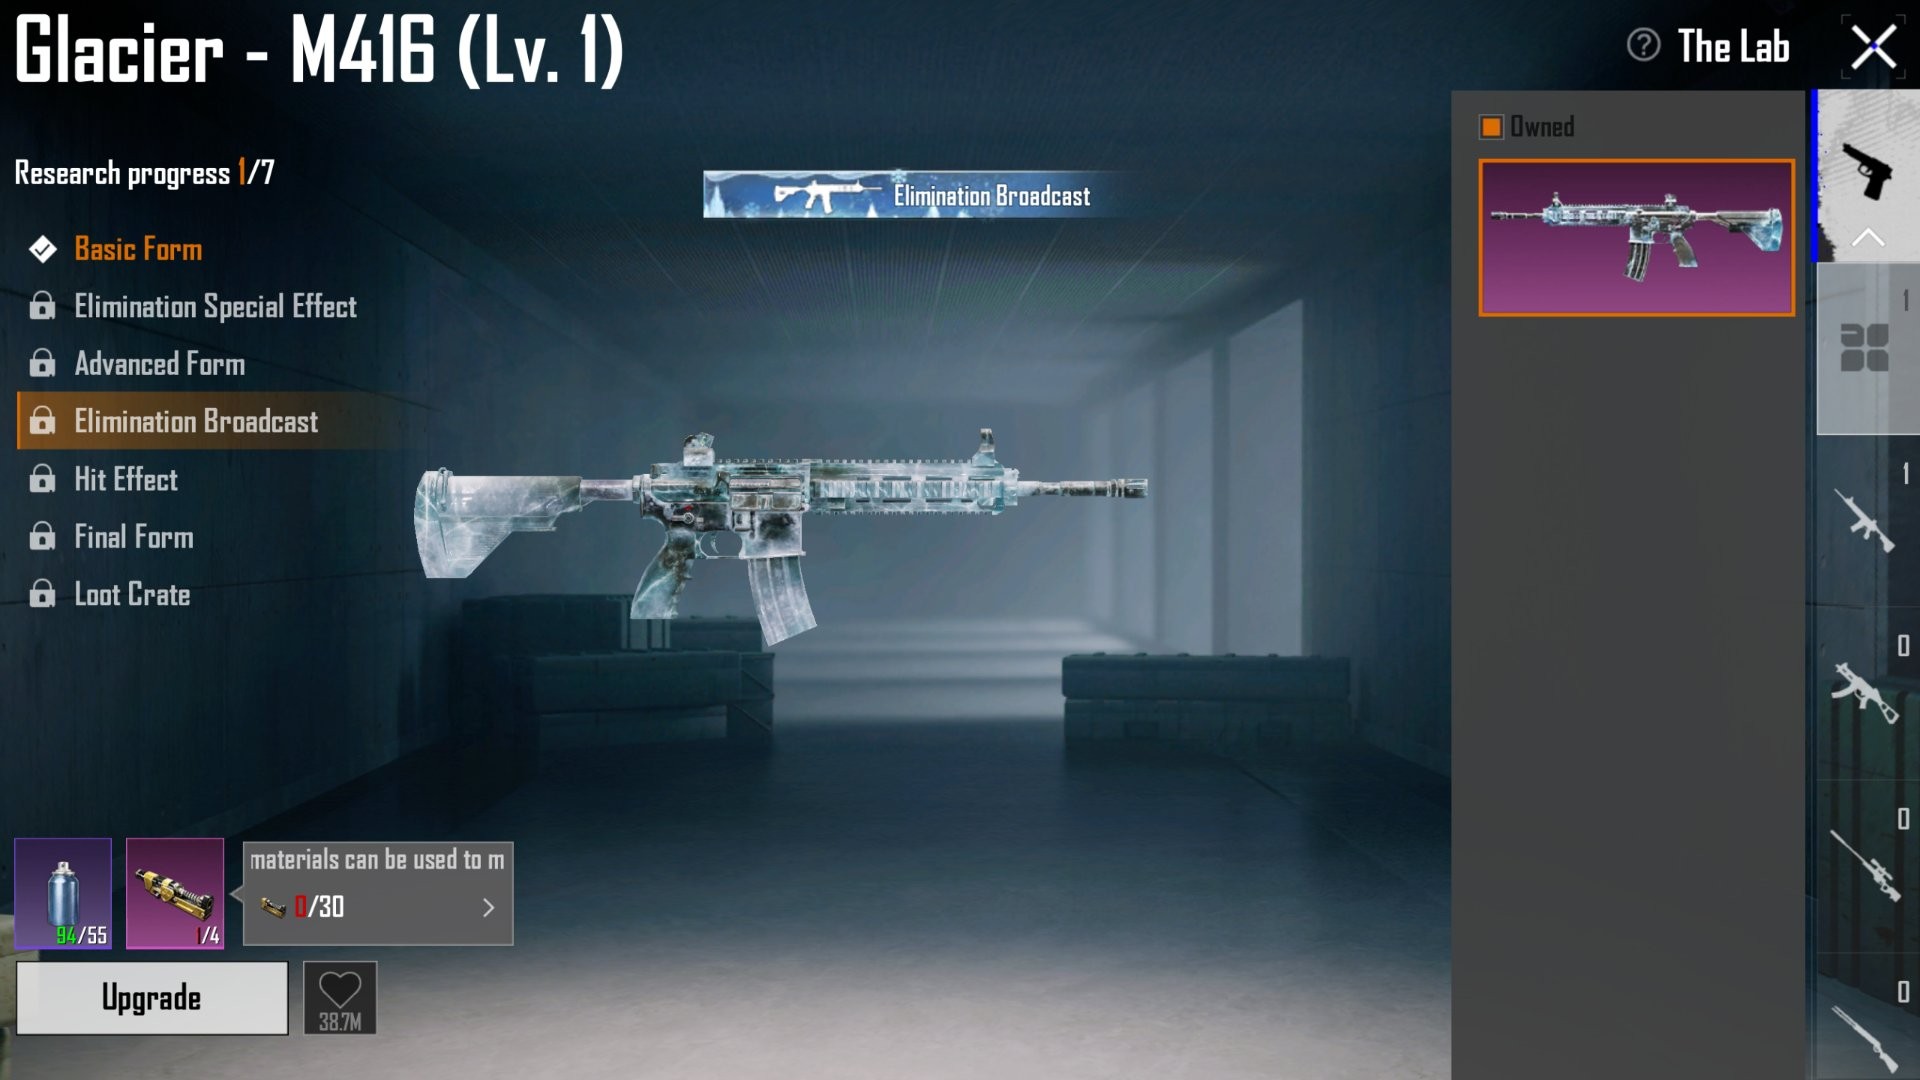 Glacier - M416 (Lv. 1)
The Lab
Research progress 1/7
Owned
Elimination Broadcast
Basic Form
Elimination Special Effect
Advanced Form
Elimination Broadcast
Hit Effect
Final Form
Loot Crate
1
1
0
0
0
materials can be used to m
0/30
94/55
1/4
Upgrade
38.7M